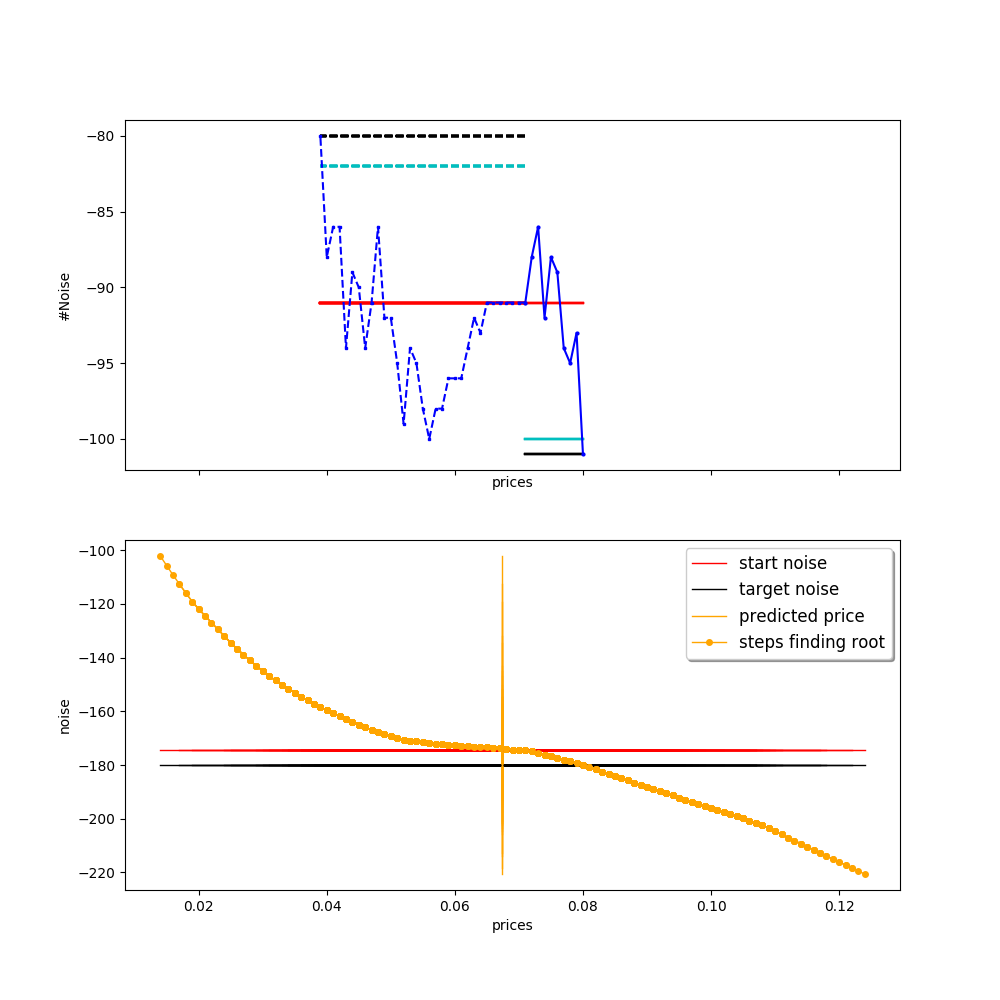 −80
−85
−90
−95
−100
#Noise
prices
−100
−120
−140
−160
−180
−200
−220
noise
start noise
target noise
predicted price
steps finding root
0.02 0.04 0.06 0.08 0.10 0.12
prices